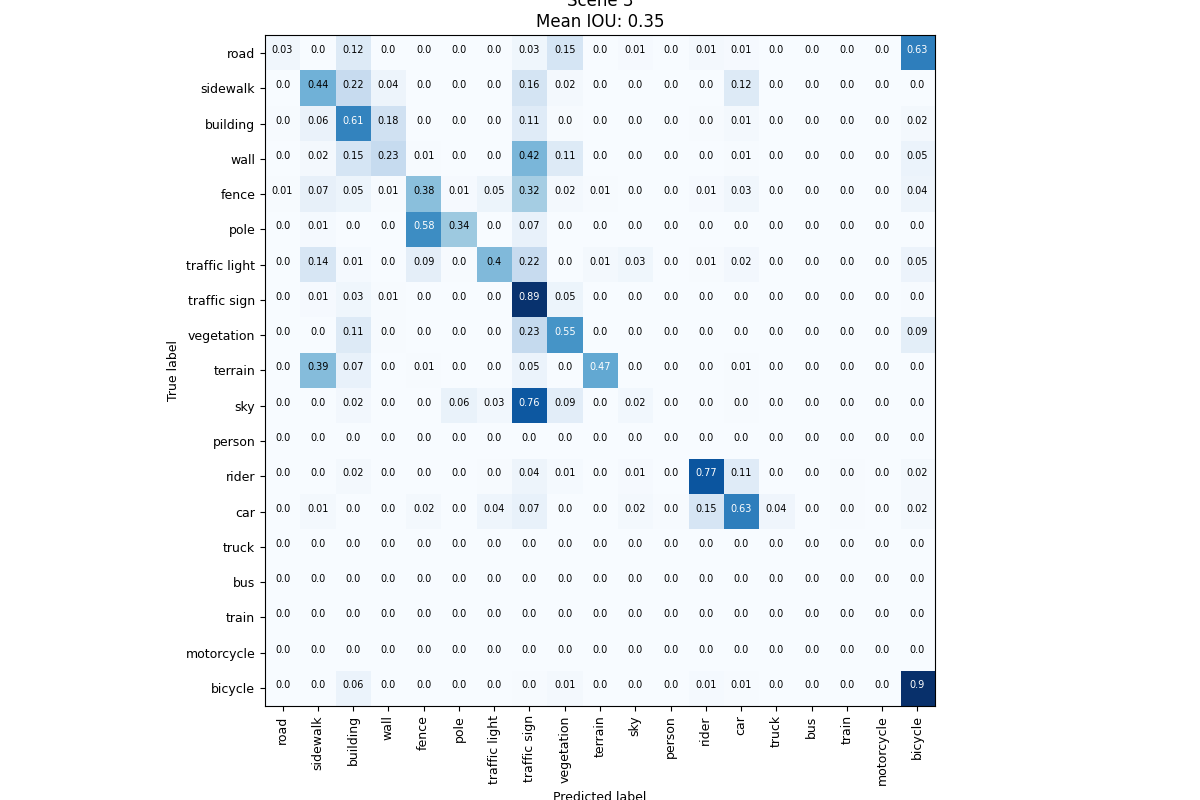 Scene 3
Mean IOU: 0.35
road 0.03 0.0 0.12 0.0 0.0 0.0 0.0 0.03 0.15 0.0 0.01 0.0 0.01 0.01 0.0 0.0 0.0 0.0 0.63
sidewalk 0.0 0.44 0.22 0.04 0.0 0.0 0.0 0.16 0.02 0.0 0.0 0.0 0.0 0.12 0.0 0.0 0.0 0.0 0.0
building 0.0 0.06 0.61 0.18 0.0 0.0 0.0 0.11 0.0 0.0 0.0 0.0 0.0 0.01 0.0 0.0 0.0 0.0 0.02
wall 0.0 0.02 0.15 0.23 0.01 0.0 0.0 0.42 0.11 0.0 0.0 0.0 0.0 0.01 0.0 0.0 0.0 0.0 0.05
fence 0.01 0.07 0.05 0.01 0.38 0.01 0.05 0.32 0.02 0.01 0.0 0.0 0.01 0.03 0.0 0.0 0.0 0.0 0.04
pole 0.0 0.01 0.0 0.0 0.58 0.34 0.0 0.07 0.0 0.0 0.0 0.0 0.0 0.0 0.0 0.0 0.0 0.0 0.0
traffic light 0.0 0.14 0.01 0.0 0.09 0.0 0.4 0.22 0.0 0.01 0.03 0.0 0.01 0.02 0.0 0.0 0.0 0.0 0.05
traffic sign 0.0 0.01 0.03 0.01 0.0 0.0 0.0 0.89 0.05 0.0 0.0 0.0 0.0 0.0 0.0 0.0 0.0 0.0 0.0
vegetation 0.0 0.0 0.11 0.0 0.0 0.0 0.0 0.23 0.55 0.0 0.0 0.0 0.0 0.0 0.0 0.0 0.0 0.0 0.09
terrain 0.0 0.39 0.07 0.0 0.01 0.0 0.0 0.05 0.0 0.47 0.0 0.0 0.0 0.01 0.0 0.0 0.0 0.0 0.0
sky 0.0 0.0 0.02 0.0 0.0 0.06 0.03 0.76 0.09 0.0 0.02 0.0 0.0 0.0 0.0 0.0 0.0 0.0 0.0
person 0.0 0.0 0.0 0.0 0.0 0.0 0.0 0.0 0.0 0.0 0.0 0.0 0.0 0.0 0.0 0.0 0.0 0.0 0.0
rider 0.0 0.0 0.02 0.0 0.0 0.0 0.0 0.04 0.01 0.0 0.01 0.0 0.77 0.11 0.0 0.0 0.0 0.0 0.02
car 0.0 0.01 0.0 0.0 0.02 0.0 0.04 0.07 0.0 0.0 0.02 0.0 0.15 0.63 0.04 0.0 0.0 0.0 0.02
truck 0.0 0.0 0.0 0.0 0.0 0.0 0.0 0.0 0.0 0.0 0.0 0.0 0.0 0.0 0.0 0.0 0.0 0.0 0.0
bus 0.0 0.0 0.0 0.0 0.0 0.0 0.0 0.0 0.0 0.0 0.0 0.0 0.0 0.0 0.0 0.0 0.0 0.0 0.0
train 0.0 0.0 0.0 0.0 0.0 0.0 0.0 0.0 0.0 0.0 0.0 0.0 0.0 0.0 0.0 0.0 0.0 0.0 0.0
motorcycle 0.0 0.0 0.0 0.0 0.0 0.0 0.0 0.0 0.0 0.0 0.0 0.0 0.0 0.0 0.0 0.0 0.0 0.0 0.0
bicycle 0.0 0.0 0.06 0.0 0.0 0.0 0.0 0.0 0.01 0.0 0.0 0.0 0.01 0.01 0.0 0.0 0.0 0.0 0.9
True label
road sidewalk building wall fence pole traffic light traffic sign vegetation terrain sky person rider car truck bus train motorcycle bicycle
Predicted label